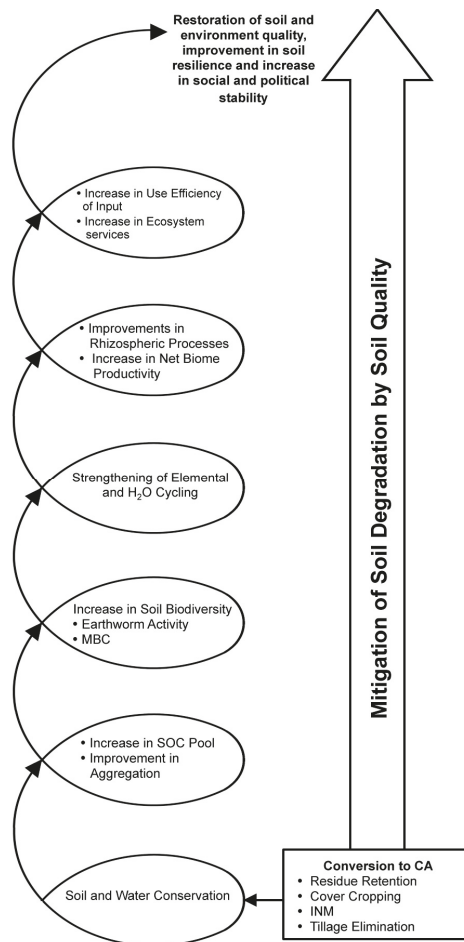 Restoration of soil and
environment quality,
improvement in soil
resilience and increase
in social and political
stability
• Increase in Use Efficiency
of Input
• Increase in Ecosystem
services
• Improvements in
Rhizospheric Processes
• Increase in Net Biome
Productivity
Strengthening of Elemental
and H₂O Cycling
Increase in Soil Biodiversity
• Earthworm Activity
• MBC
• Increase in SOC Pool
• Improvement in
Aggregation
Soil and Water Conservation
Mitigation of Soil Degradation by Soil Quality
Conversion to CA
• Residue Retention
• Cover Cropping
• INM
• Tillage Elimination